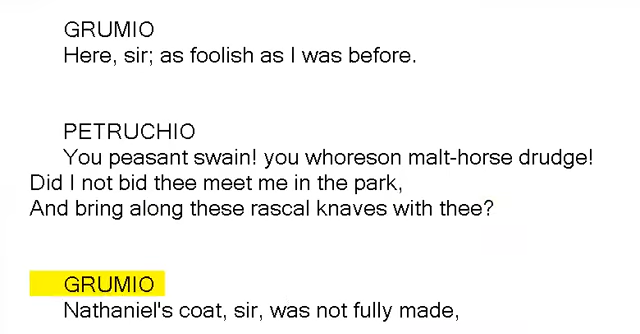 GRUMIO
Here, sir; as foolish as I was before.
PETRUCHIO
You peasant swain! you whoreson malt-horse drudge!
Did I not bid thee meet me in the park,
And bring along these rascal knaves with thee?
GRUMIO
Nathaniel's coat, sir, was not fully made,